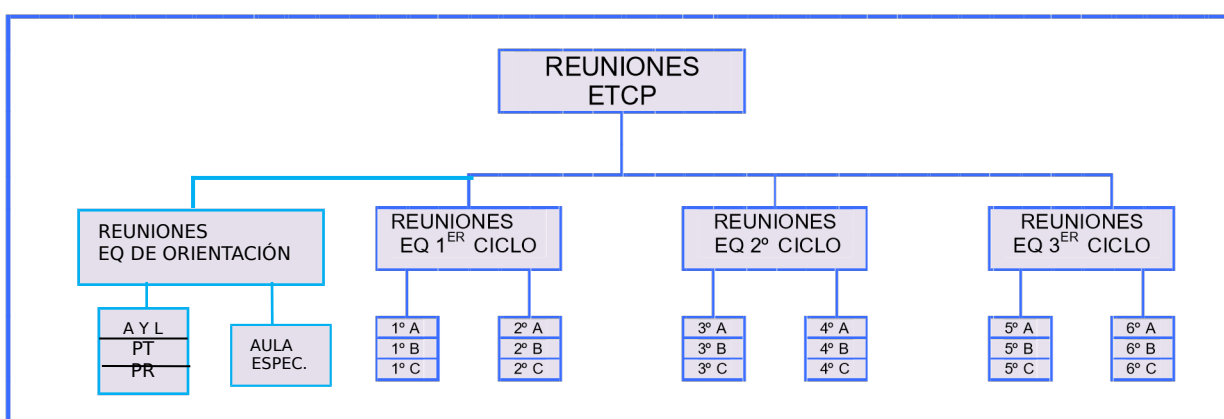 REUNIONES
ETCP
REUNIONES
EQ DE ORIENTACIÓN
REUNIONES
EQ 1ER CICLO
REUNIONES
EQ 2º CICLO
REUNIONES
EQ 3ER CICLO
A Y L
PT
PR
AULA
ESPEC.
1º A
1º B
1º C
2º A
2º B
2º C
3º A
3º B
3º C
4º A
4º B
4º C
5º A
5º B
5º C
6º A
6º B
6º C